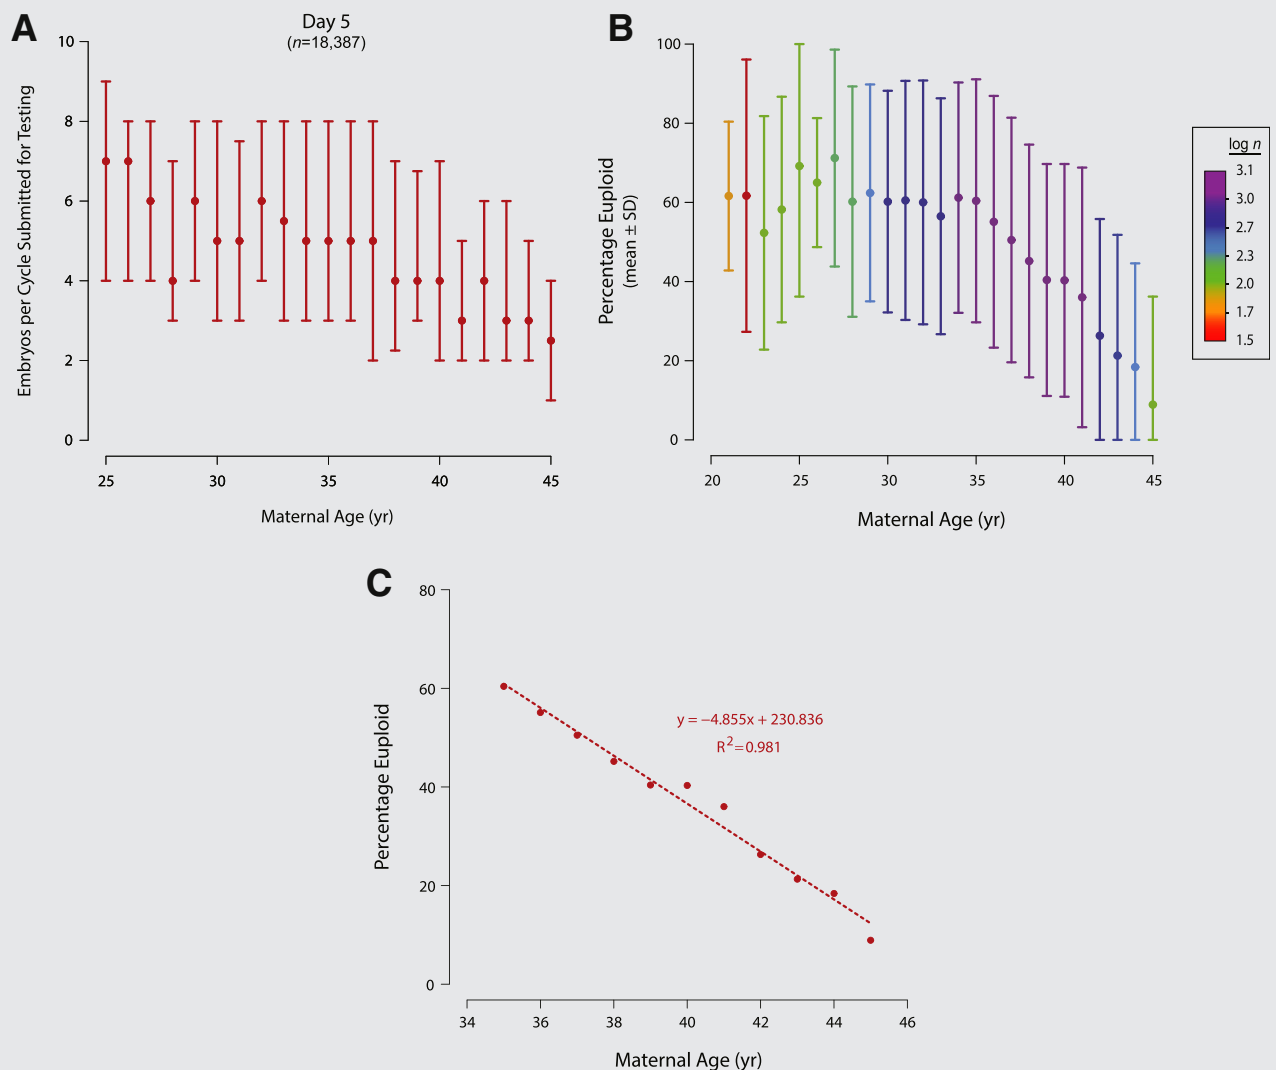 A
Day 5
(n=18,387)
Embryos per Cycle Submitted for Testing
10
8
6
4
2
0
25
30
35
40
45
Maternal Age (yr)
B
Percentage Euploid
(mean ± SD)
100
80
60
40
20
0
20
25
30
35
40
45
Maternal Age (yr)
log n
3.1
3.0
2.7
2.3
2.0
1.7
1.5
C
Percentage Euploid
80
60
40
20
0
y = −4.855x + 230.836
R²=0.981
34
36
38
40
42
44
46
Maternal Age (yr)